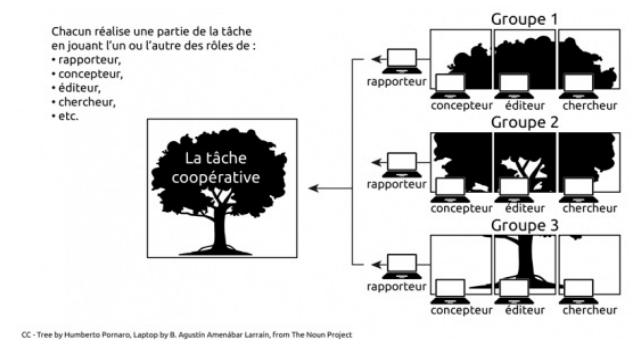 Chacun réalise une partie de la tâche
en jouant l'un ou l'autre des rôles de :
• rapporteur,
• concepteur,
• éditeur,
• chercheur,
• etc.
La tâche
coopérative
Groupe 1
rapporteur
concepteur éditeur chercheur
Groupe 2
rapporteur
concepteur éditeur chercheur
Groupe 3
rapporteur
concepteur éditeur chercheur
CC - Tree by Humberto Pornaro, Laptop by B. Agustín Amenábar Larraín, from The Noun Project